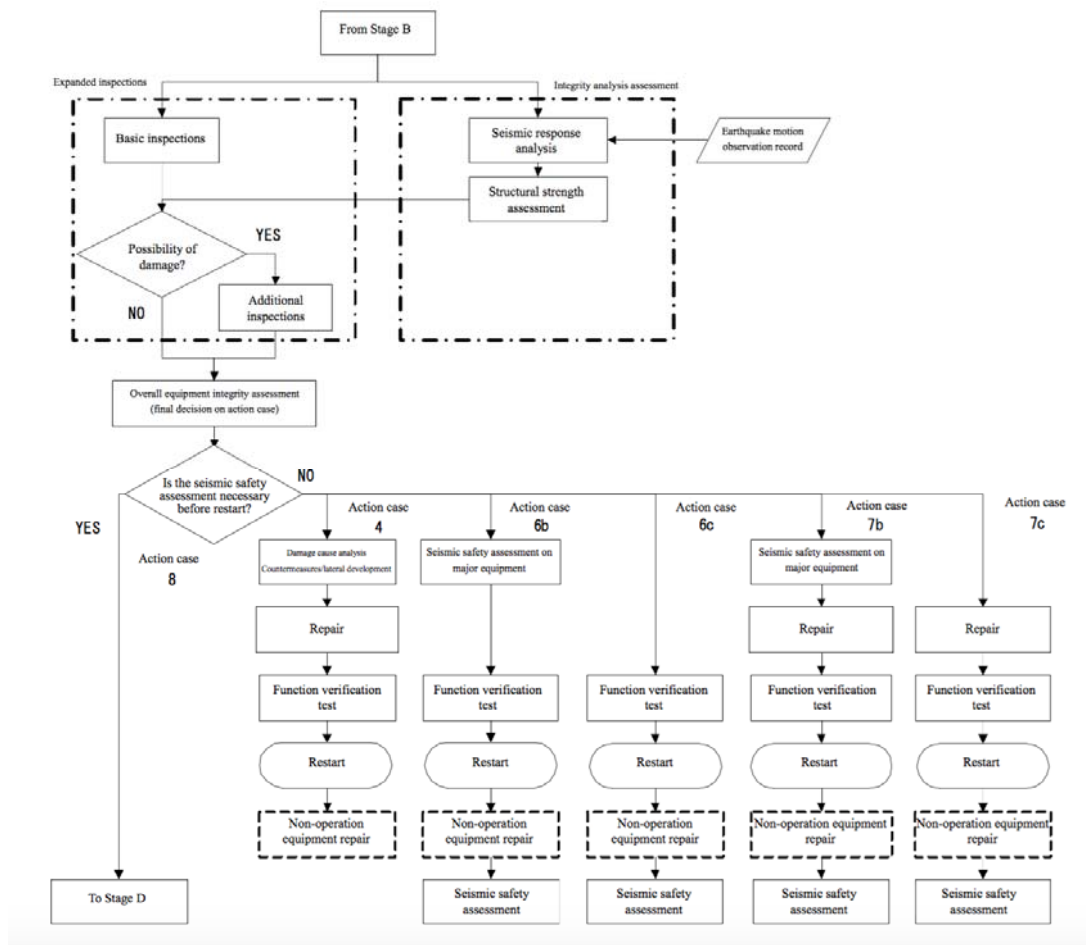 From Stage B
Expanded inspections
Integrity analysis assessment
Basic inspections
Seismic response
analysis
Earthquake motion
observation record
Structural strength
assessment
Possibility of
damage?
YES
NO
Additional
inspections
Overall equipment integrity assessment
(final decision on action case)
Is the seismic safety
assessment necessary
before restart?
NO
YES
Action case
8
Action case
4
Action case
6b
Action case
6c
Action case
7b
Action case
7c
Damage cause analysis
Countermeasures/lateral development
Seismic safety assessment on
major equipment
Seismic safety assessment on
major equipment
Repair
Repair
Repair
Function verification
test
Function verification
test
Function verification
test
Function verification
test
Function verification
test
Restart
Restart
Restart
Restart
Restart
Non-operation
equipment repair
Non-operation
equipment repair
Non-operation
equipment repair
Non-operation equipment
repair
Non-operation equipment
repair
To Stage D
Seismic safety
assessment
Seismic safety
assessment
Seismic safety
assessment
Seismic safety
assessment